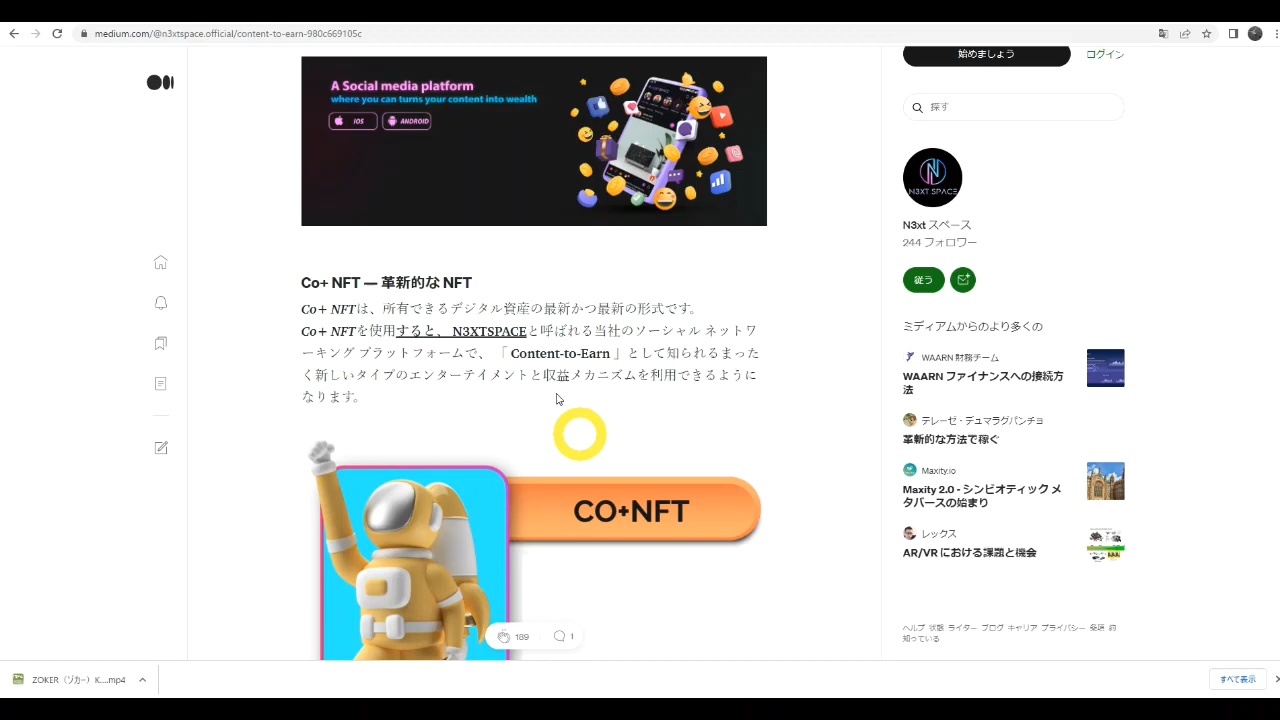 medium.com/@n3xtspace.official/content-to-earn-980c669105c
A Social media platform
where you can turns your content into wealth
IOS
ANDROID
Co+ NFT — 革新的な NFT
Co+ NFTは、所有できるデジタル資産の最新かつ最新の形式です。
Co+ NFTを使用すると、 N3XTSPACEと呼ばれる当社のソーシャル ネットワ
ーキング プラットフォームで、 「 Content-to-Earn 」として知られるまった
く新しいタイプのエンターテイメントと収益メカニズムを利用できるように
なります。
CO+NFT
189
1
始めましょう
ログイン
探す
N3XT SPACE
N3xt スペース
244 フォロワー
従う
ミディアムからのより多くの
WAARN 財務チーム
WAARN ファイナンスへの接続方
法
テレーゼ・デュマラグパンチョ
革新的な方法で稼ぐ
Maxity.io
Maxity 2.0 - シンビオティック メ
タバースの始まり
レックス
AR/VR における課題と機会
ヘルプ 状態 ライター ブログ キャリア プライバシー 条項 約
知っている
ZOKER（ゾカー）K....mp4
すべて表示